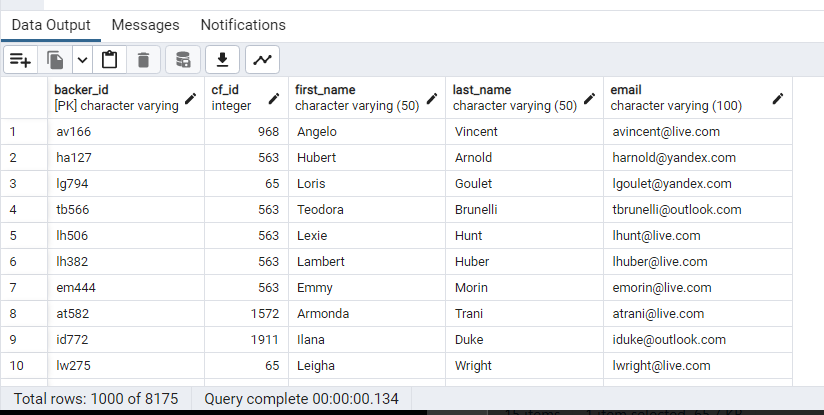 Data Output Messages Notifications
backer_id cf_id first_name last_name email
[PK] character varying integer character varying (50) character varying (50) character varying (100)
1 av166 968 Angelo Vincent avincent@live.com
2 ha127 563 Hubert Arnold harnold@yandex.com
3 lg794 65 Loris Goulet lgoulet@yandex.com
4 tb566 563 Teodora Brunelli tbrunelli@outlook.com
5 lh506 563 Lexie Hunt lhunt@live.com
6 lh382 563 Lambert Huber lhuber@live.com
7 em444 563 Emmy Morin emorin@live.com
8 at582 1572 Armonda Trani atrani@live.com
9 id772 1911 Ilana Duke iduke@outlook.com
10 lw275 65 Leigha Wright lwright@live.com
Total rows: 1000 of 8175 Query complete 00:00:00.134